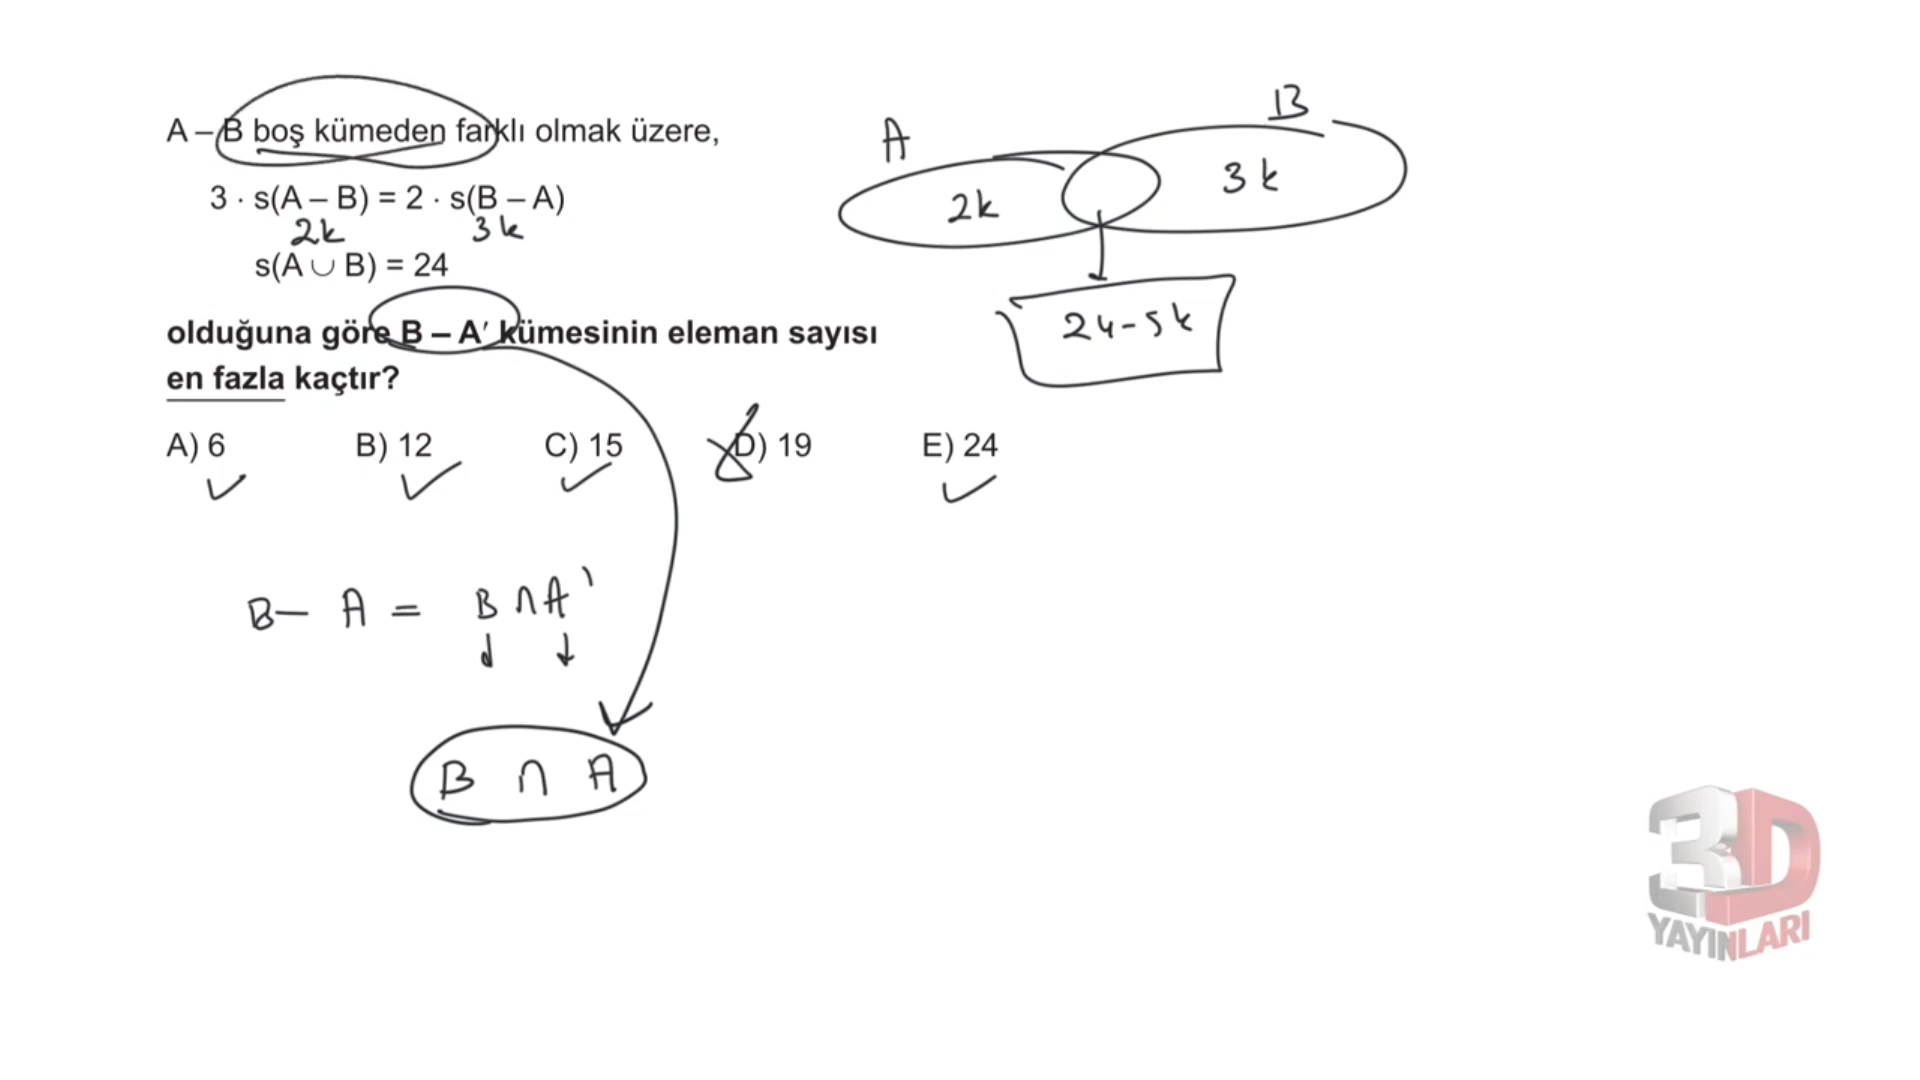 A – B boş kümeden farklı olmak üzere,
3 · s(A – B) = 2 · s(B – A)
2k 3k
s(A ∪ B) = 24
olduğuna göre B – A′ kümesinin eleman sayısı
en fazla kaçtır?
A) 6 B) 12 C) 15 D) 19 E) 24
A B
2k 3k
24-5k
B – A = B ∩ A'
B ∩ A
3D
YAYINLARI